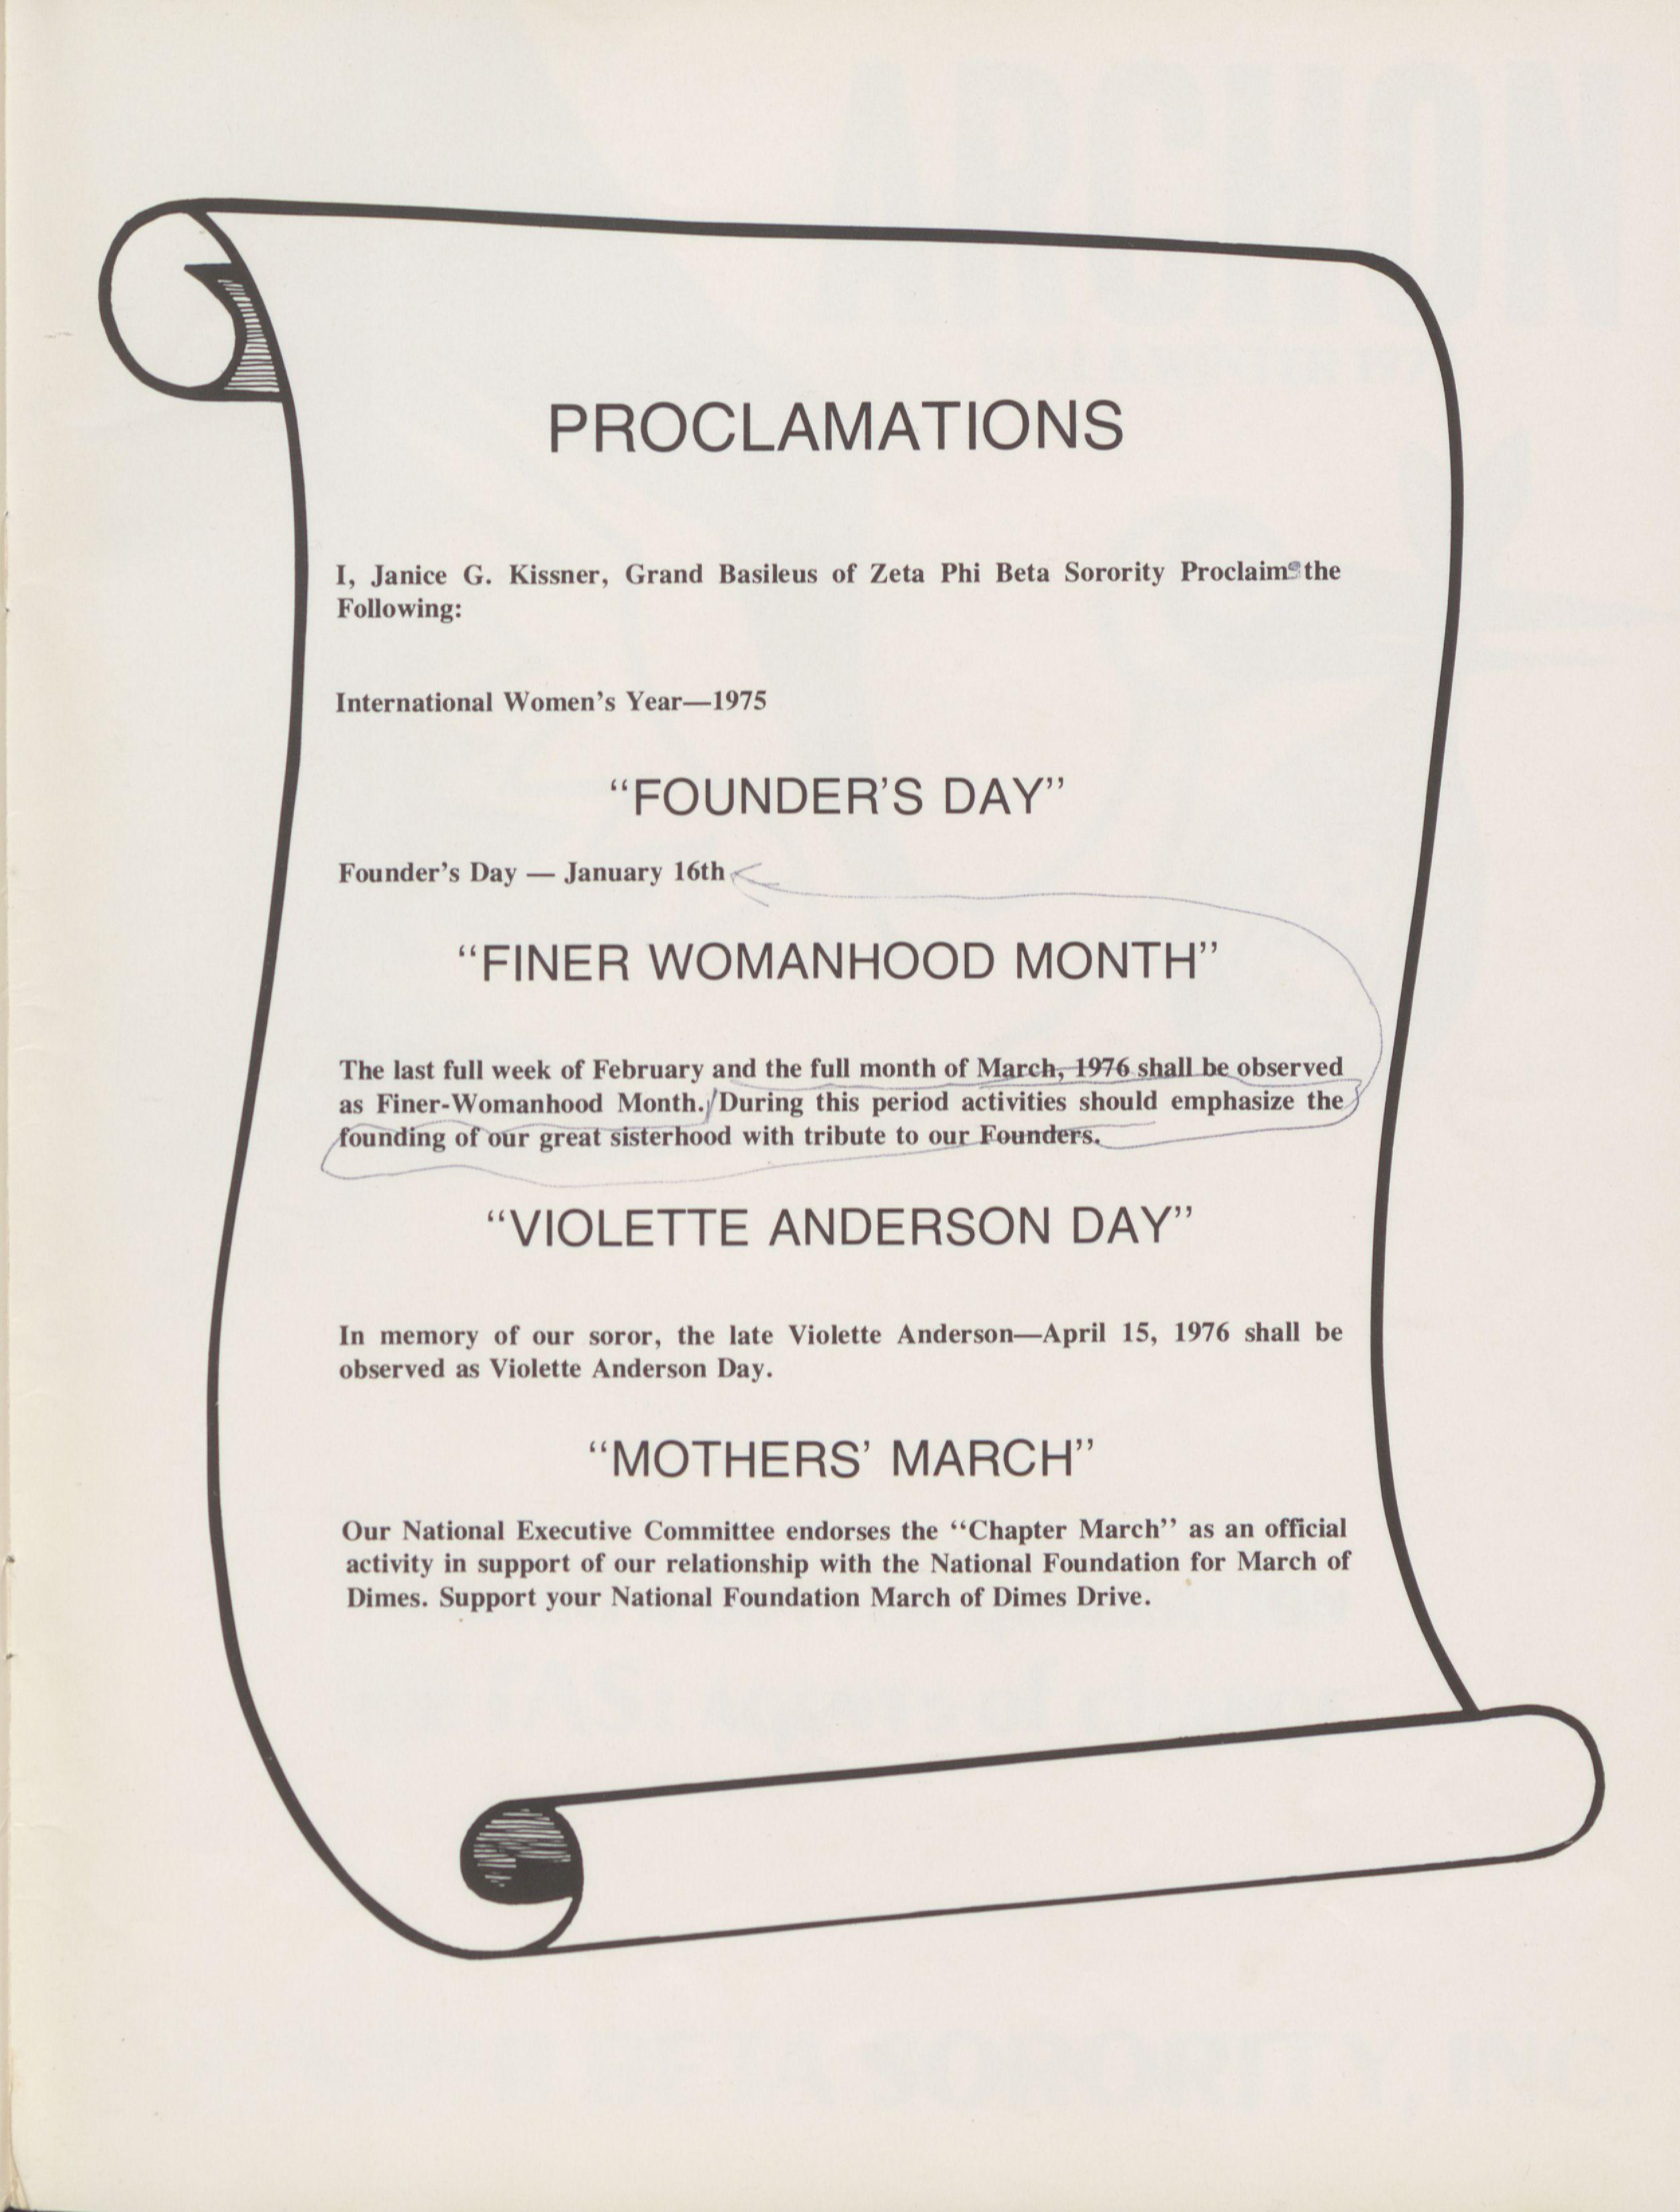 PROCLAMATIONS
I, Janice G. Kissner, Grand Basileus of Zeta Phi Beta Sorority Proclaims the
Following:
International Women’s Year—1975
“FOUNDER’S DAY”
Founder’s Day — January 16th
“FINER WOMANHOOD MONTH”
The last full week of February and the full month of March, 1976 shall be observed
as Finer-Womanhood Month. During this period activities should emphasize the
founding of our great sisterhood with tribute to our Founders.
“VIOLETTE ANDERSON DAY”
In memory of our soror, the late Violette Anderson—April 15, 1976 shall be
observed as Violette Anderson Day.
“MOTHERS’ MARCH”
Our National Executive Committee endorses the “Chapter March” as an official
activity in support of our relationship with the National Foundation for March of
Dimes. Support your National Foundation March of Dimes Drive.